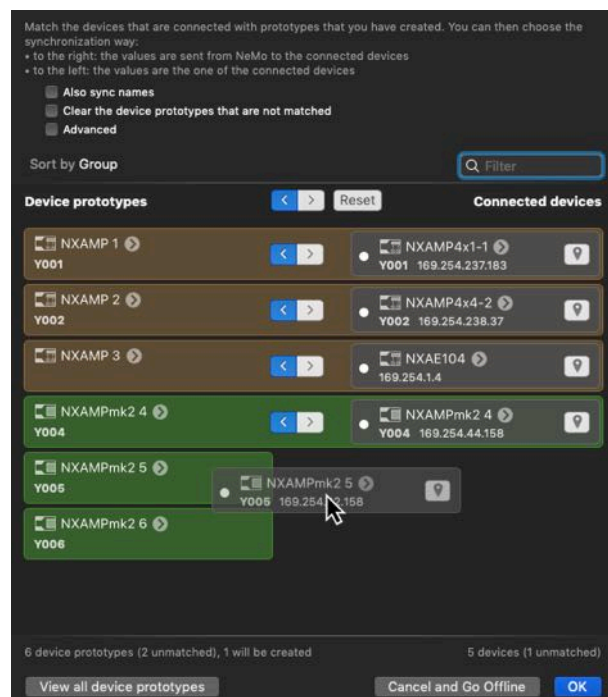 Match the devices that are connected with prototypes that you have created. You can then choose the
synchronization way:
• to the right: the values are sent from NeMo to the connected devices
• to the left: the values are the one of the connected devices
Also sync names
Clear the device prototypes that are not matched
Advanced
Sort by Group
Filter
Device prototypes
< >
Reset
Connected devices
NXAMP 1
Y001
< >
NXAMP4x1-1
Y001 169.254.237.183
NXAMP 2
Y002
< >
NXAMP4x4-2
Y002 169.254.238.37
NXAMP 3
< >
NXAE104
169.254.1.4
NXAMPmk2 4
Y004
< >
NXAMPmk2 4
Y004 169.254.44.158
NXAMPmk2 5
Y005
NXAMPmk2 5
Y005
NXAMPmk2 6
Y006
6 device prototypes (2 unmatched), 1 will be created
5 devices (1 unmatched)
View all device prototypes
Cancel and Go Offline
OK